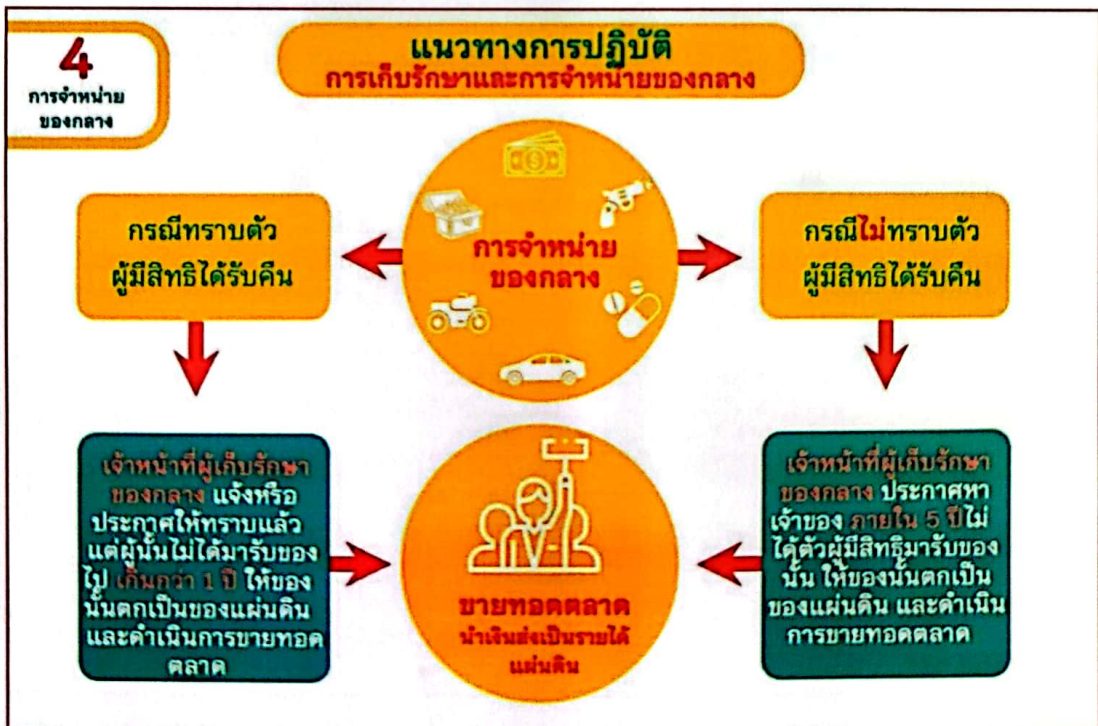 4
การจำหน่าย
ของกลาง
แนวทางการปฏิบัติ
การเก็บรักษาและการจำหน่ายของกลาง
กรณีทราบตัว
ผู้มีสิทธิได้รับคืน
การจำหน่าย
ของกลาง
กรณีไม่ทราบตัว
ผู้มีสิทธิได้รับคืน
เจ้าหน้าที่ผู้เก็บรักษา
ของกลาง แจ้งหรือ
ประกาศให้ทราบแล้ว
แต่ผู้นั้นไม่ได้มารับของ
ไป เกินกว่า 1 ปี ให้ของ
นั้นตกเป็นของแผ่นดิน
และดำเนินการขายทอด
ตลาด
ขายทอดตลาด
นำเงินส่งเป็นรายได้
แผ่นดิน
เจ้าหน้าที่ผู้เก็บรักษา
ของกลาง ประกาศหา
เจ้าของ ภายใน 5 ปีไม่
ได้ตัวผู้มีสิทธิมารับของ
นั้น ให้ของนั้นตกเป็น
ของแผ่นดิน และดำเนิน
การขายทอดตลาด